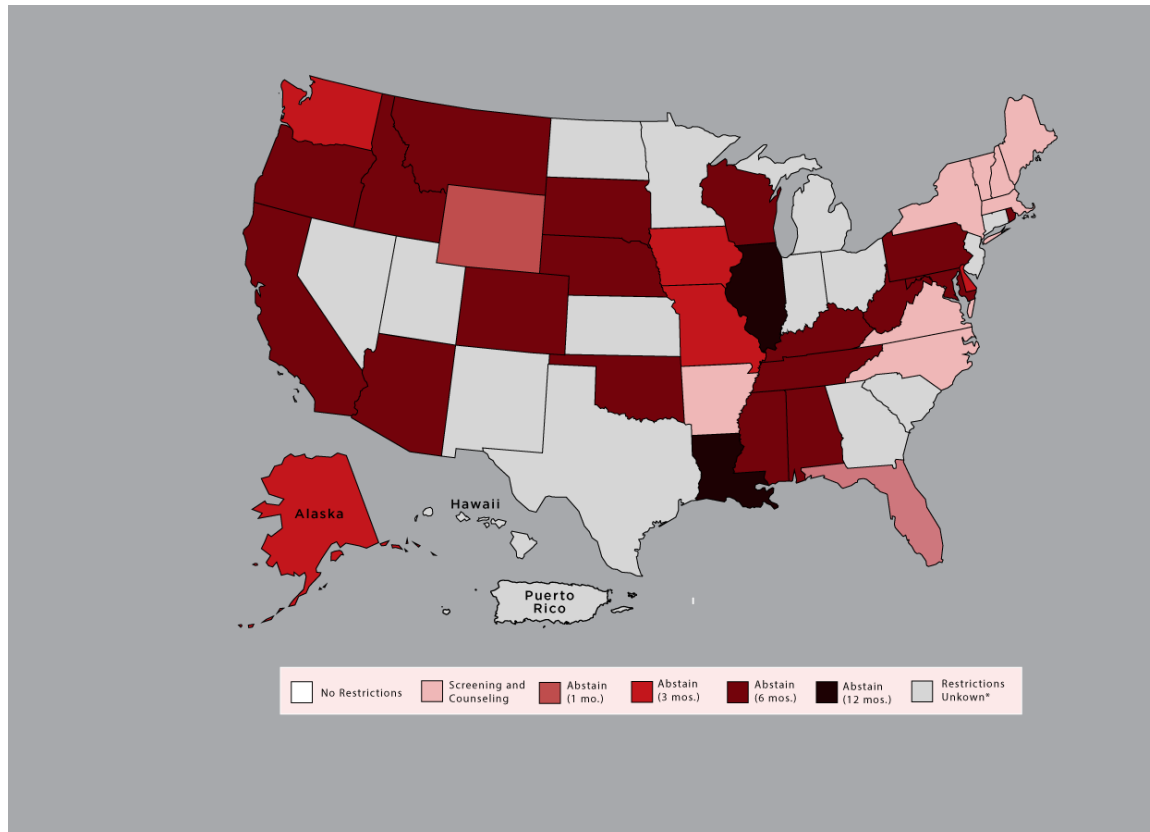 Alaska
Hawaii
Puerto
Rico
No Restrictions
Screening and
Counseling
Abstain
(1 mo.)
Abstain
(3 mos.)
Abstain
(6 mos.)
Abstain
(12 mos.)
Restrictions
Unkown*